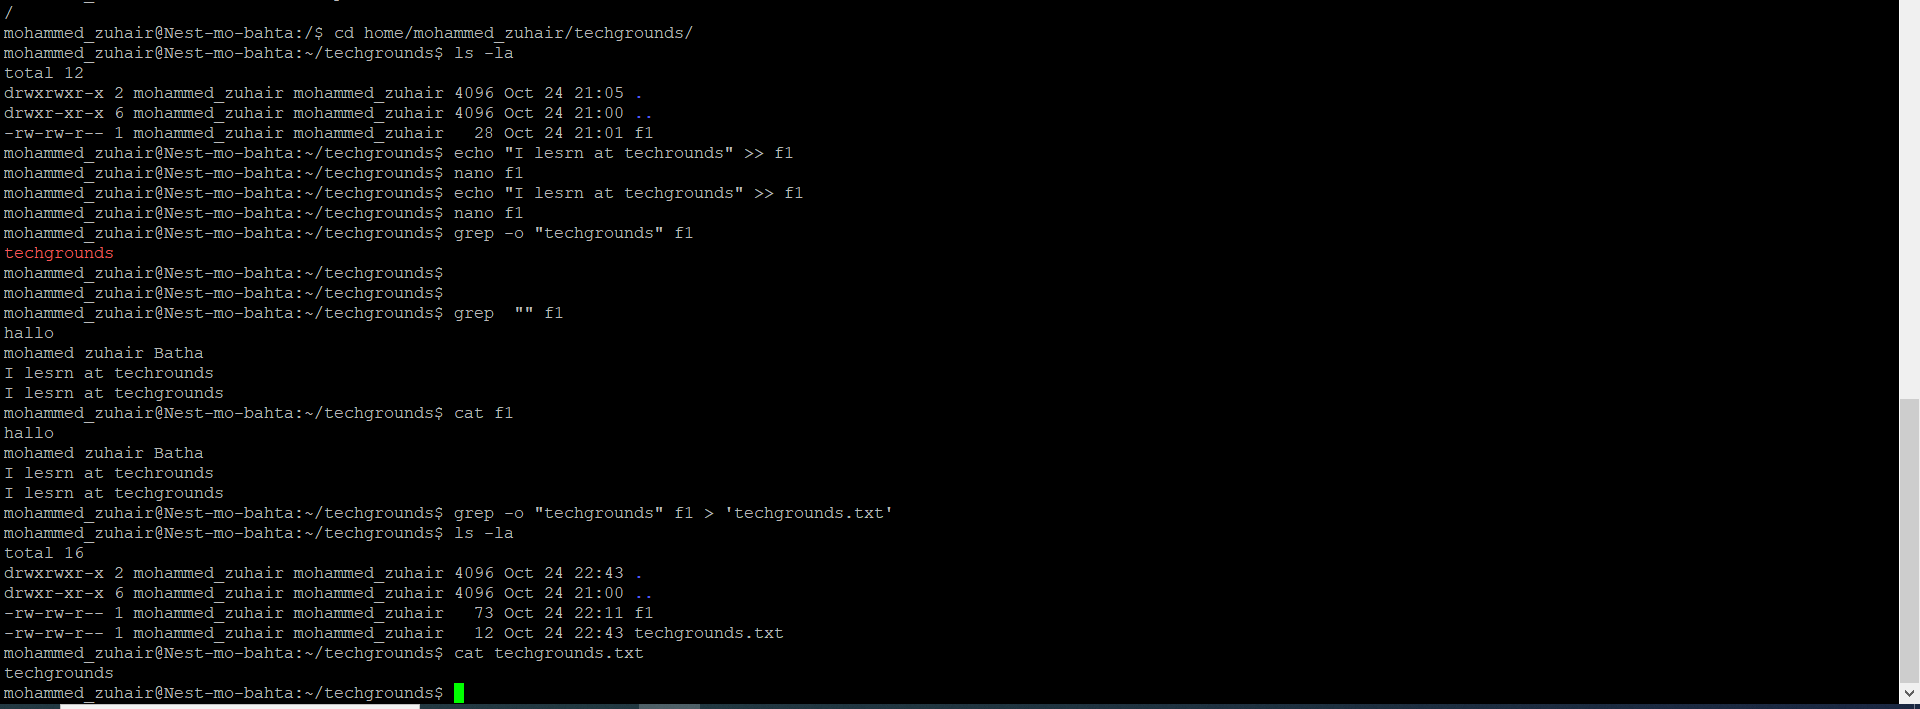 /
mohammed_zuhair@Nest-mo-bahta:/$ cd home/mohammed_zuhair/techgrounds/
mohammed_zuhair@Nest-mo-bahta:~/techgrounds$ ls -la
total 12
drwxrwxr-x 2 mohammed_zuhair mohammed_zuhair 4096 Oct 24 21:05 .
drwxr-xr-x 6 mohammed_zuhair mohammed_zuhair 4096 Oct 24 21:00 ..
-rw-rw-r-- 1 mohammed_zuhair mohammed_zuhair   28 Oct 24 21:01 f1
mohammed_zuhair@Nest-mo-bahta:~/techgrounds$ echo "I lesrn at techrounds" >> f1
mohammed_zuhair@Nest-mo-bahta:~/techgrounds$ nano f1
mohammed_zuhair@Nest-mo-bahta:~/techgrounds$ echo "I lesrn at techgrounds" >> f1
mohammed_zuhair@Nest-mo-bahta:~/techgrounds$ nano f1
mohammed_zuhair@Nest-mo-bahta:~/techgrounds$ grep -o "techgrounds" f1
techgrounds
mohammed_zuhair@Nest-mo-bahta:~/techgrounds$
mohammed_zuhair@Nest-mo-bahta:~/techgrounds$
mohammed_zuhair@Nest-mo-bahta:~/techgrounds$ grep  "" f1
hallo
mohamed zuhair Batha
I lesrn at techrounds
I lesrn at techgrounds
mohammed_zuhair@Nest-mo-bahta:~/techgrounds$ cat f1
hallo
mohamed zuhair Batha
I lesrn at techrounds
I lesrn at techgrounds
mohammed_zuhair@Nest-mo-bahta:~/techgrounds$ grep -o "techgrounds" f1 > 'techgrounds.txt'
mohammed_zuhair@Nest-mo-bahta:~/techgrounds$ ls -la
total 16
drwxrwxr-x 2 mohammed_zuhair mohammed_zuhair 4096 Oct 24 22:43 .
drwxr-xr-x 6 mohammed_zuhair mohammed_zuhair 4096 Oct 24 21:00 ..
-rw-rw-r-- 1 mohammed_zuhair mohammed_zuhair   73 Oct 24 22:11 f1
-rw-rw-r-- 1 mohammed_zuhair mohammed_zuhair   12 Oct 24 22:43 techgrounds.txt
mohammed_zuhair@Nest-mo-bahta:~/techgrounds$ cat techgrounds.txt
techgrounds
mohammed_zuhair@Nest-mo-bahta:~/techgrounds$